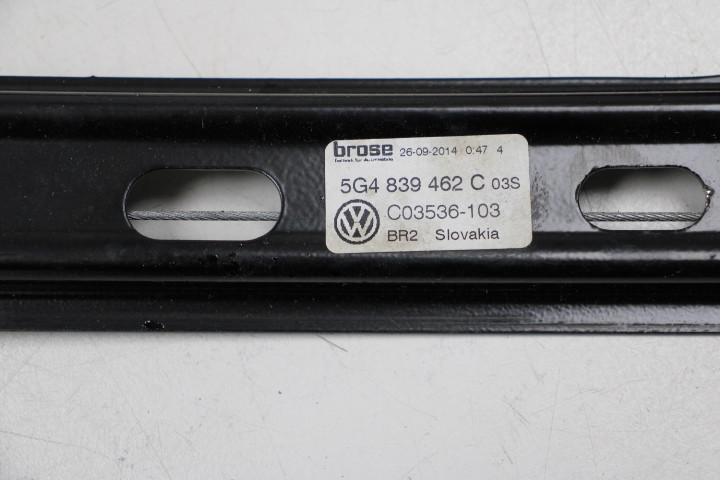 brose 26-09-2014 0:47 4
5G4 839 462 C 03S
C03536-103
BR2 Slovakia